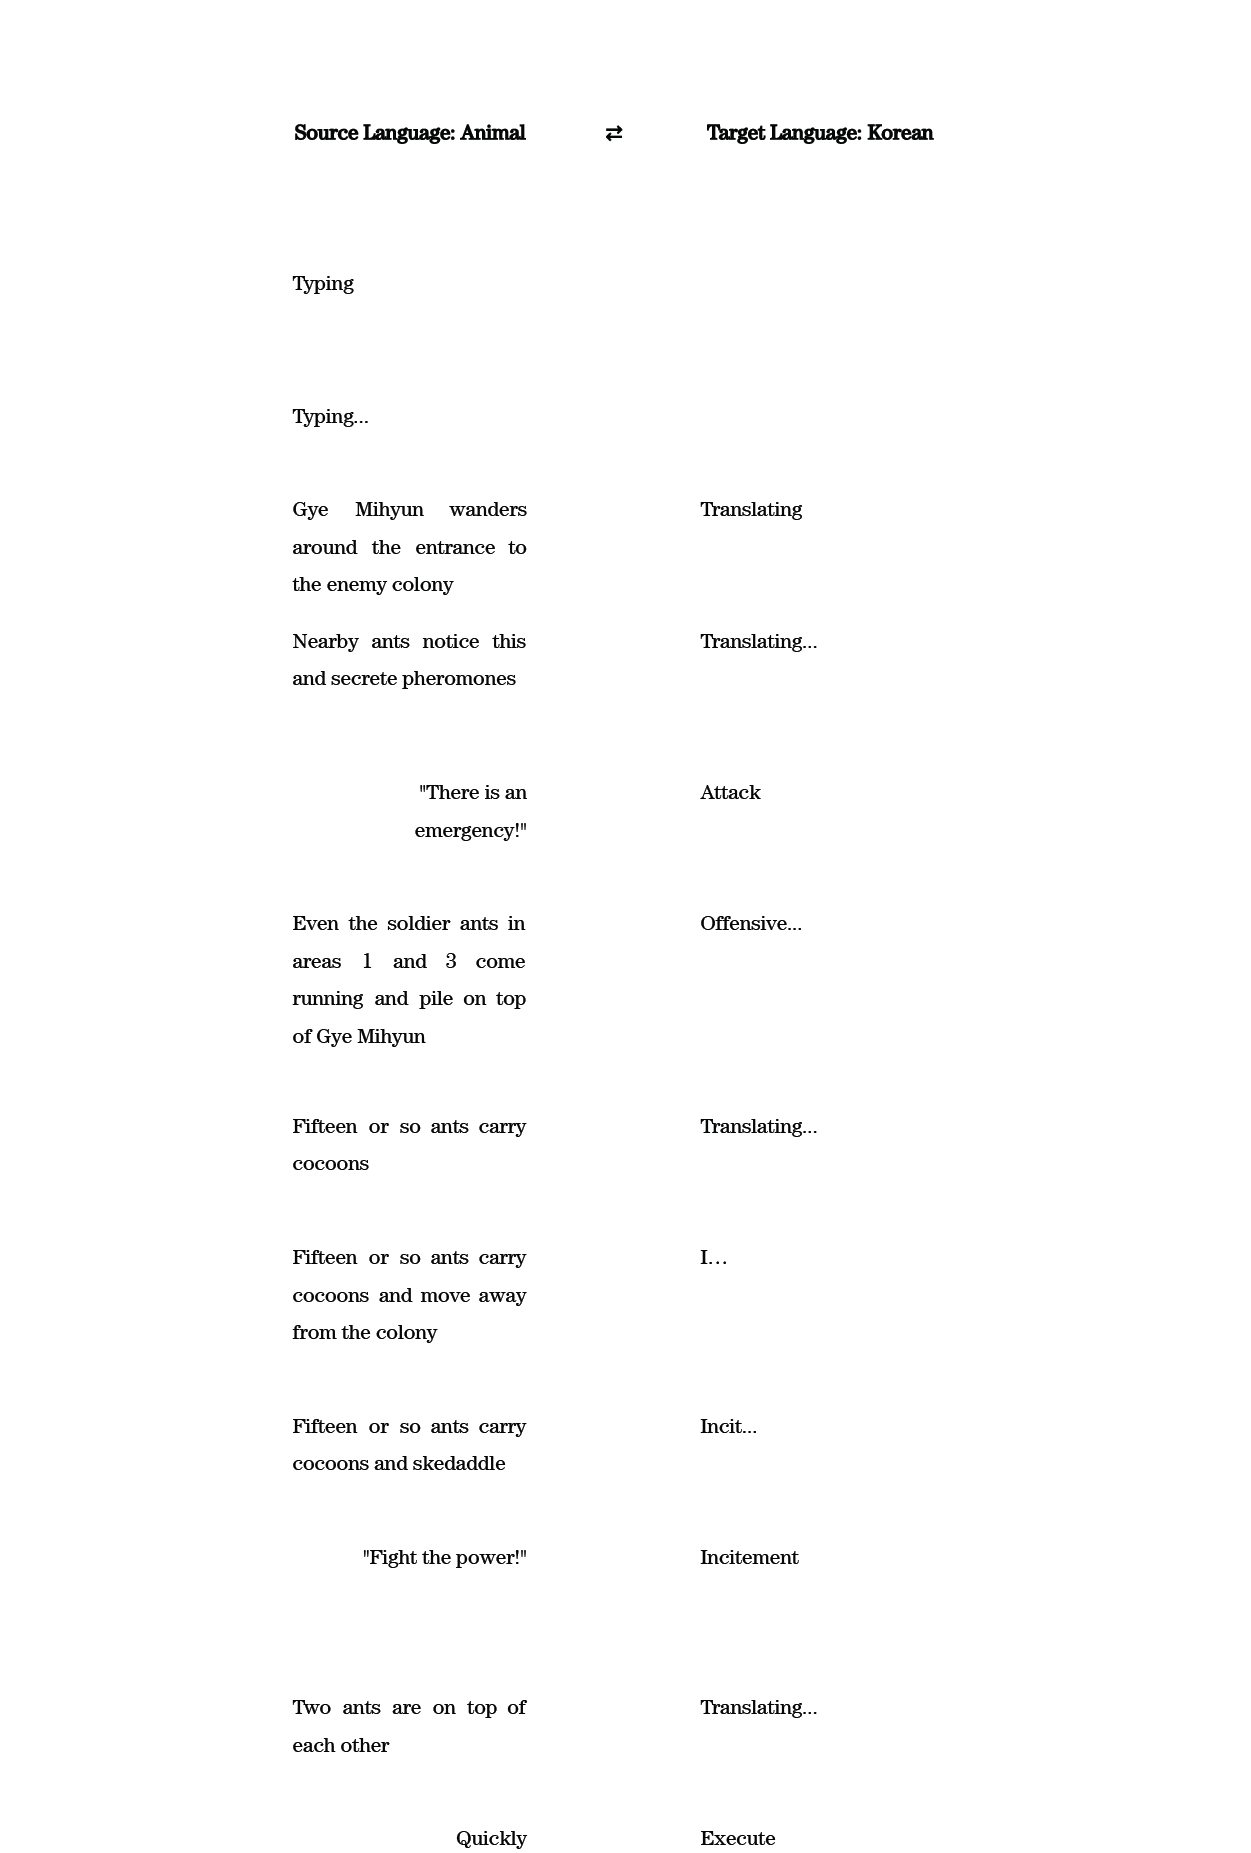 Source Language: Animal ⇄ Target Language: Korean
Typing
Typing...
Gye Mihyun wanders Translating
around the entrance to
the enemy colony
Nearby ants notice this Translating...
and secrete pheromones
"There is an Attack
emergency!"
Even the soldier ants in Offensive...
areas 1 and 3 come
running and pile on top
of Gye Mihyun
Fifteen or so ants carry Translating...
cocoons
Fifteen or so ants carry I…
cocoons and move away
from the colony
Fifteen or so ants carry Incit...
cocoons and skedaddle
"Fight the power!" Incitement
Two ants are on top of Translating...
each other
Quickly Execute